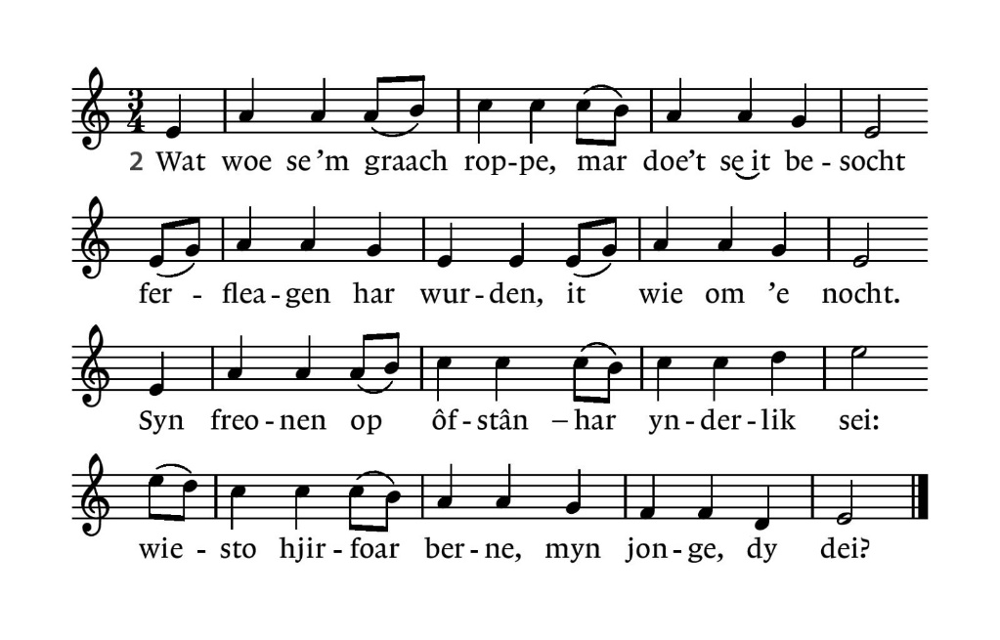 3
4
2 Wat woe se ’m graach rop-pe, mar doe’t se it be - socht
fer - flea-gen har wur-den, it wie om ’e nocht.
Syn freo-nen op ôf-stân – har yn-der-lik sei:
wie - sto hjir-foar ber-ne, myn jon-ge, dy dei?